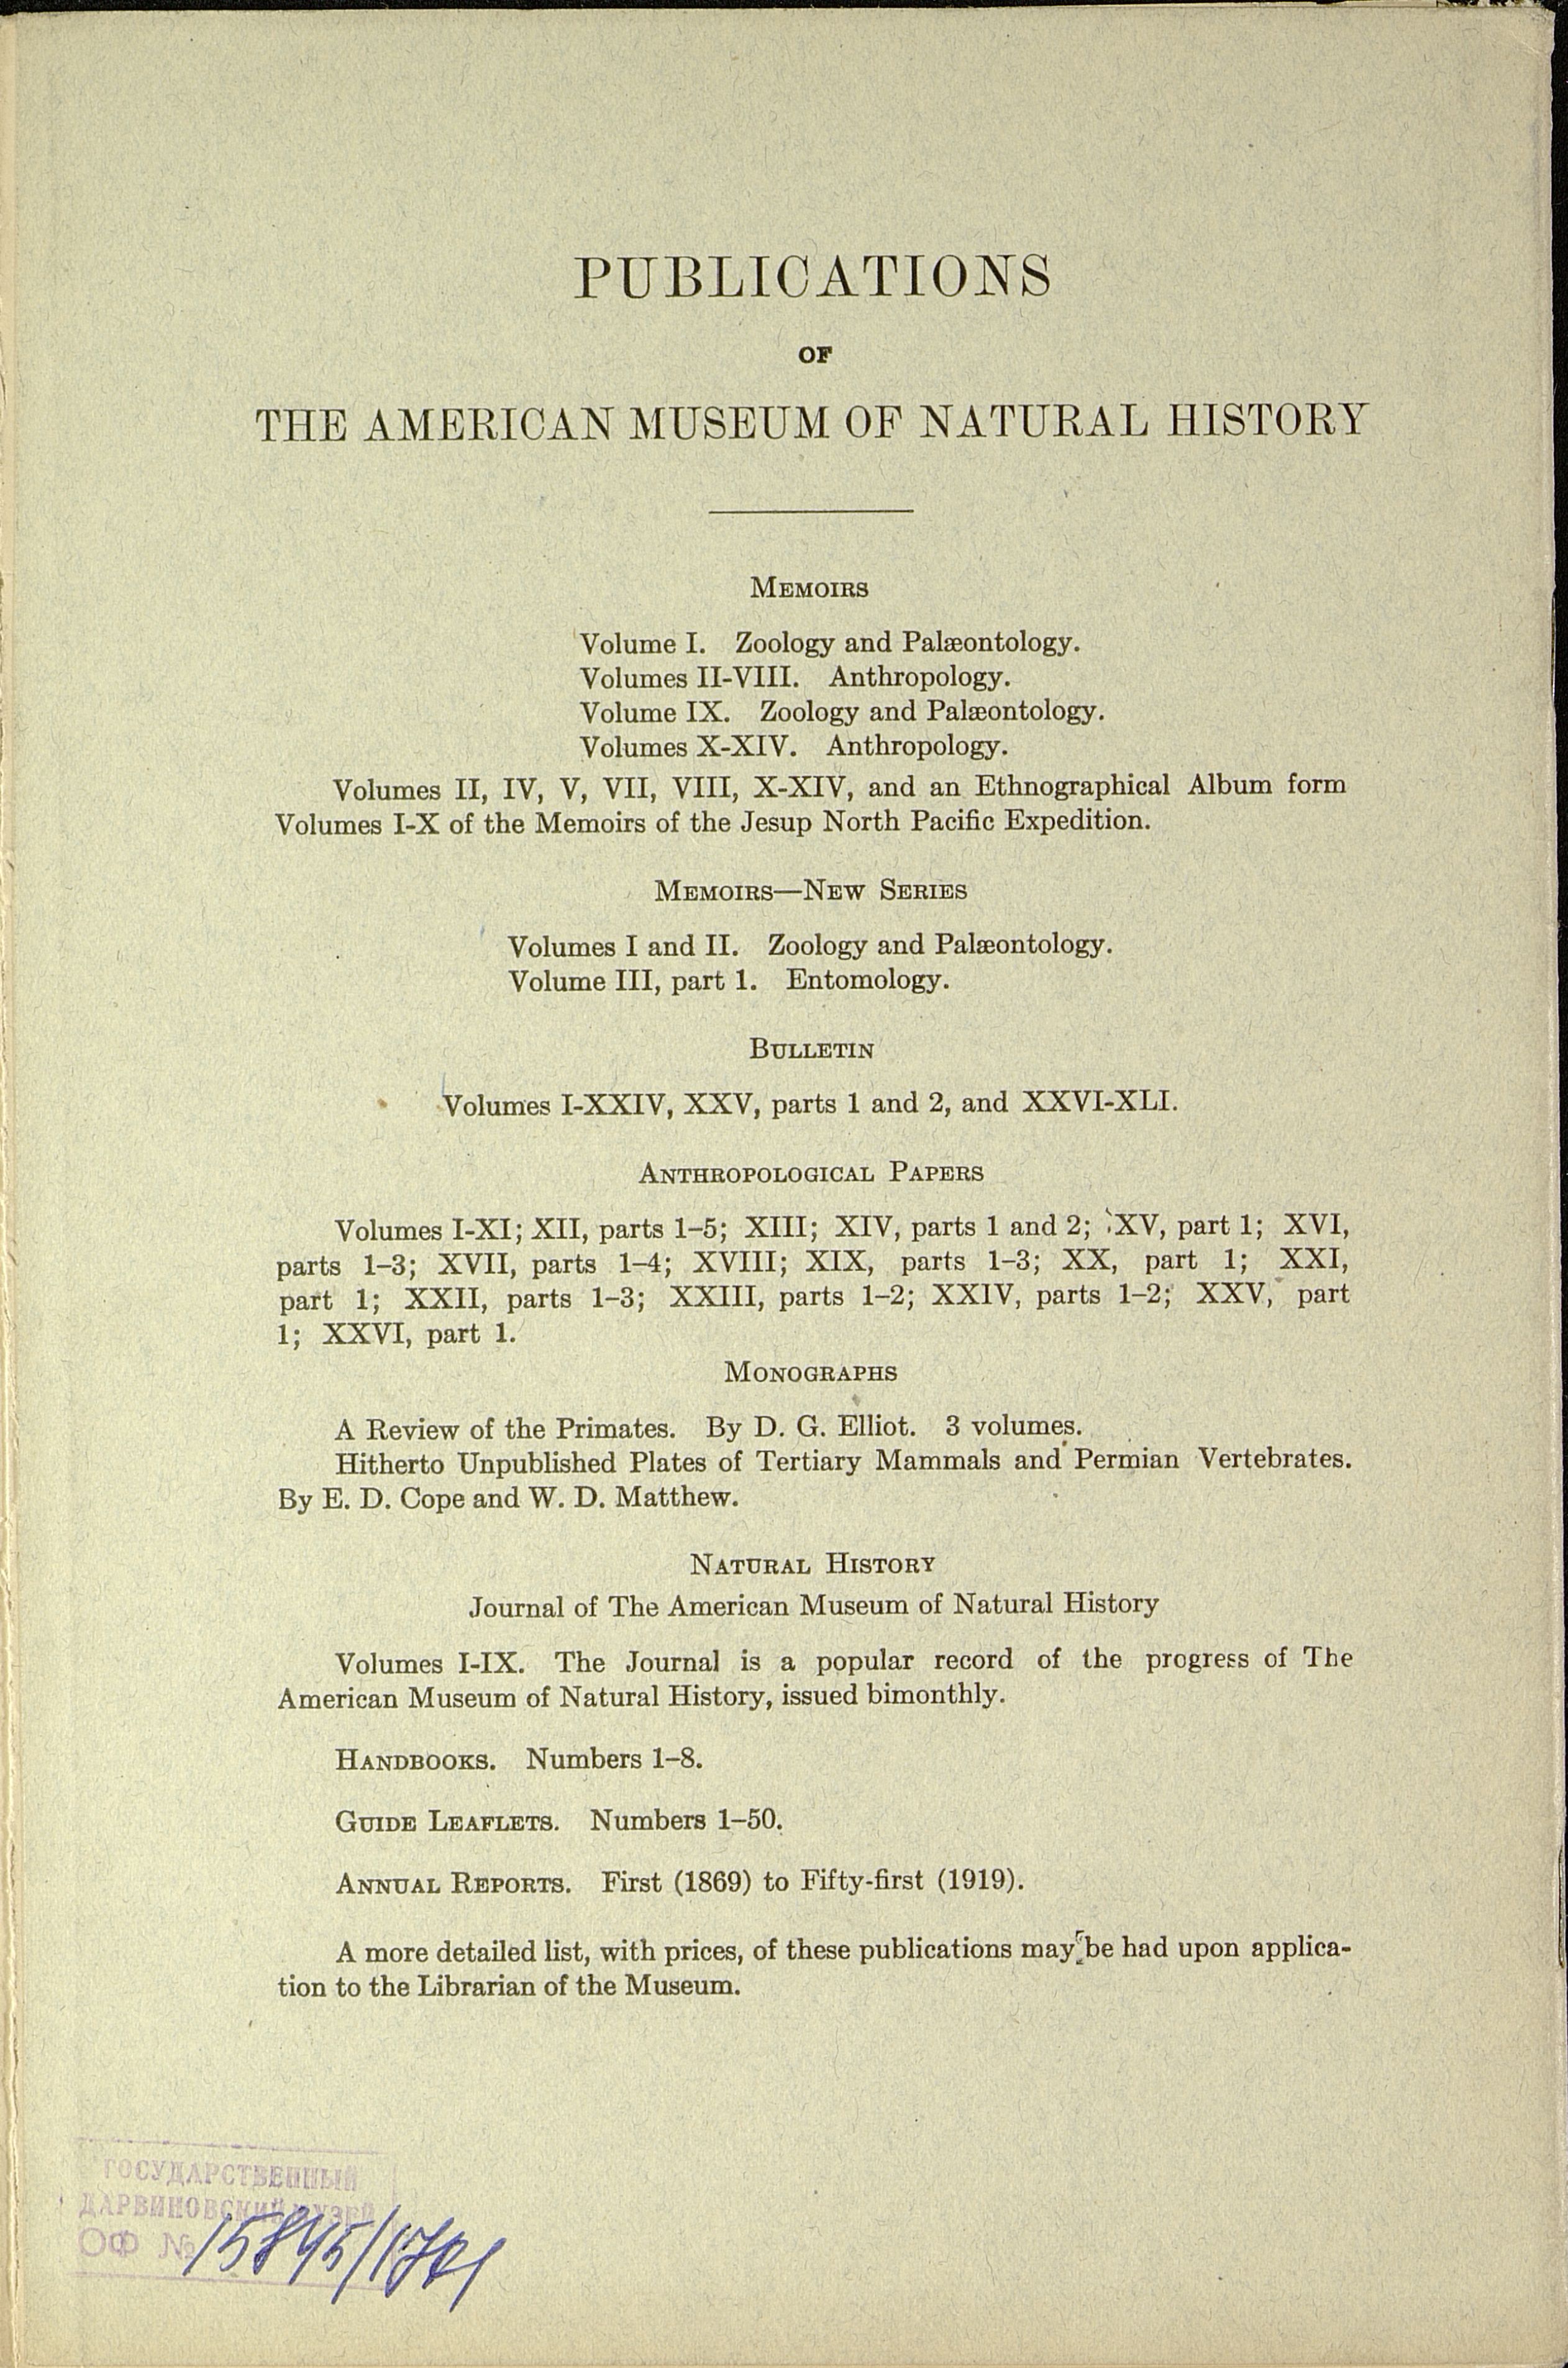 PUBLICATIONS
OF
THE AMERICAN MUSEUM OF NATURAL HISTORY
MEMOIRS
Volume I. Zoology and Palæontology.
Volumes II-VIII. Anthropology.
Volume IX. Zoology and Palæontology.
Volumes X-XIV. Anthropology.
Volumes II, IV, V, VII, VIII, X-XIV, and an Ethnographical Album form
Volumes I-X of the Memoirs of the Jesup North Pacific Expedition.
MEMOIRS—NEW SERIES
Volumes I and II. Zoology and Palæontology.
Volume III, part 1. Entomology.
BULLETIN
Volumes I-XXIV, XXV, parts 1 and 2, and XXVI-XLI.
ANTHROPOLOGICAL PAPERS
Volumes I-XI; XII, parts 1–5; XIII; XIV, parts 1 and 2; XV, part 1; XVI,
parts 1–3; XVII, parts 1–4; XVIII; XIX, parts 1–3; XX, part 1; XXI,
part 1; XXII, parts 1–3; XXIII, parts 1–2; XXIV, parts 1–2; XXV, part
1; XXVI, part 1.
MONOGRAPHS
A Review of the Primates. By D. G. Elliot. 3 volumes.
Hitherto Unpublished Plates of Tertiary Mammals and Permian Vertebrates.
By E. D. Cope and W. D. Matthew.
NATURAL HISTORY
Journal of The American Museum of Natural History
Volumes I-IX. The Journal is a popular record of the progress of The
American Museum of Natural History, issued bimonthly.
HANDBOOKS. Numbers 1–8.
GUIDE LEAFLETS. Numbers 1–50.
ANNUAL REPORTS. First (1869) to Fifty-first (1919).
A more detailed list, with prices, of these publications may be had upon applica-
tion to the Librarian of the Museum.
ГОСУДАРСТВЕННЫЙ
ДАРВИНОВСКИЙ МУЗЕЙ
ОФ №